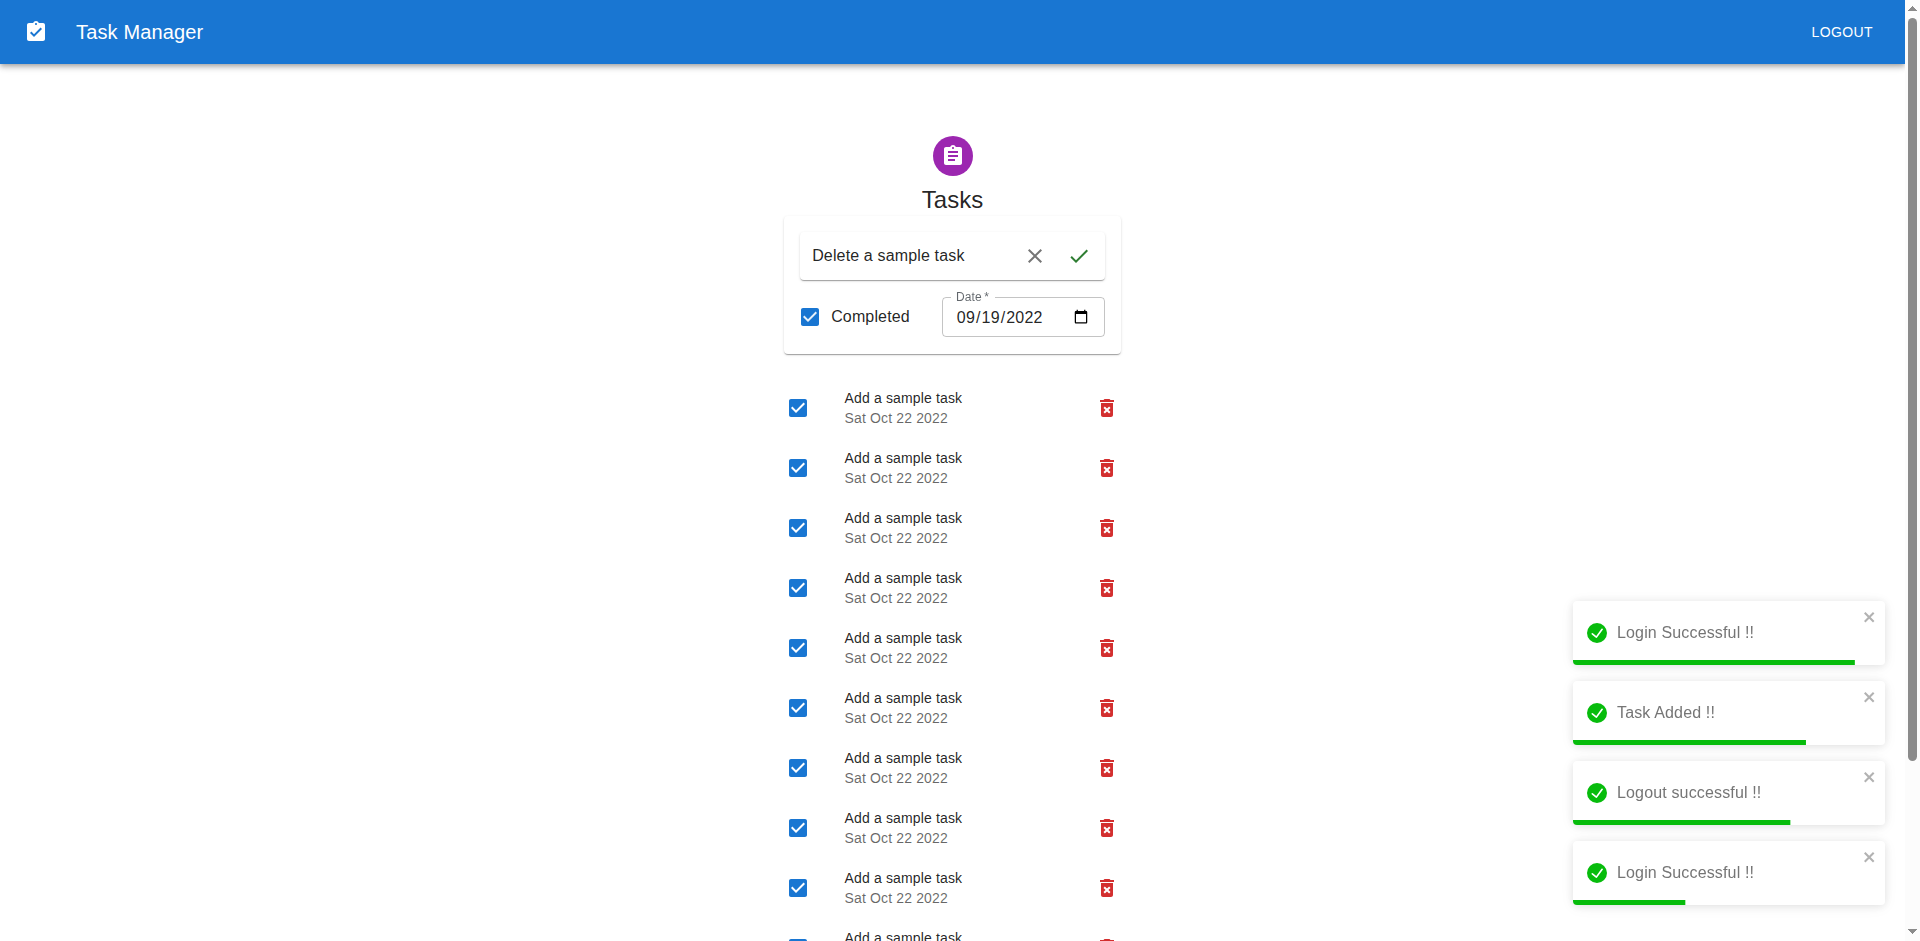 Task Manager
LOGOUT
Tasks
Delete a sample task
Completed
Date *
09/19/2022
Add a sample task
Sat Oct 22 2022
Add a sample task
Sat Oct 22 2022
Add a sample task
Sat Oct 22 2022
Add a sample task
Sat Oct 22 2022
Add a sample task
Sat Oct 22 2022
Add a sample task
Sat Oct 22 2022
Add a sample task
Sat Oct 22 2022
Add a sample task
Sat Oct 22 2022
Add a sample task
Sat Oct 22 2022
Add a sample task
Login Successful !!
Task Added !!
Logout successful !!
Login Successful !!